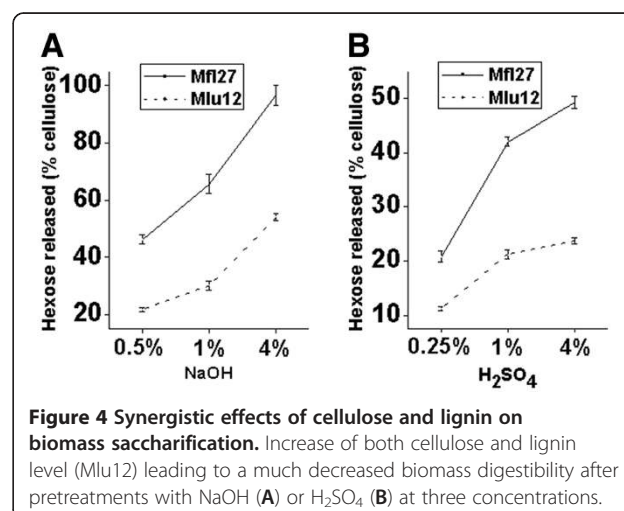 A
B
Mfl27
Mlu12
Hexose released (% cellulose)
100
80
60
40
20
0.5%
1%
4%
NaOH
Mfl27
Mlu12
Hexose released (% cellulose)
50
40
30
20
10
0.25%
1%
4%
H₂SO₄
Figure 4 Synergistic effects of cellulose and lignin on
biomass saccharification. Increase of both cellulose and lignin
level (Mlu12) leading to a much decreased biomass digestibility after
pretreatments with NaOH (A) or H₂SO₄ (B) at three concentrations.